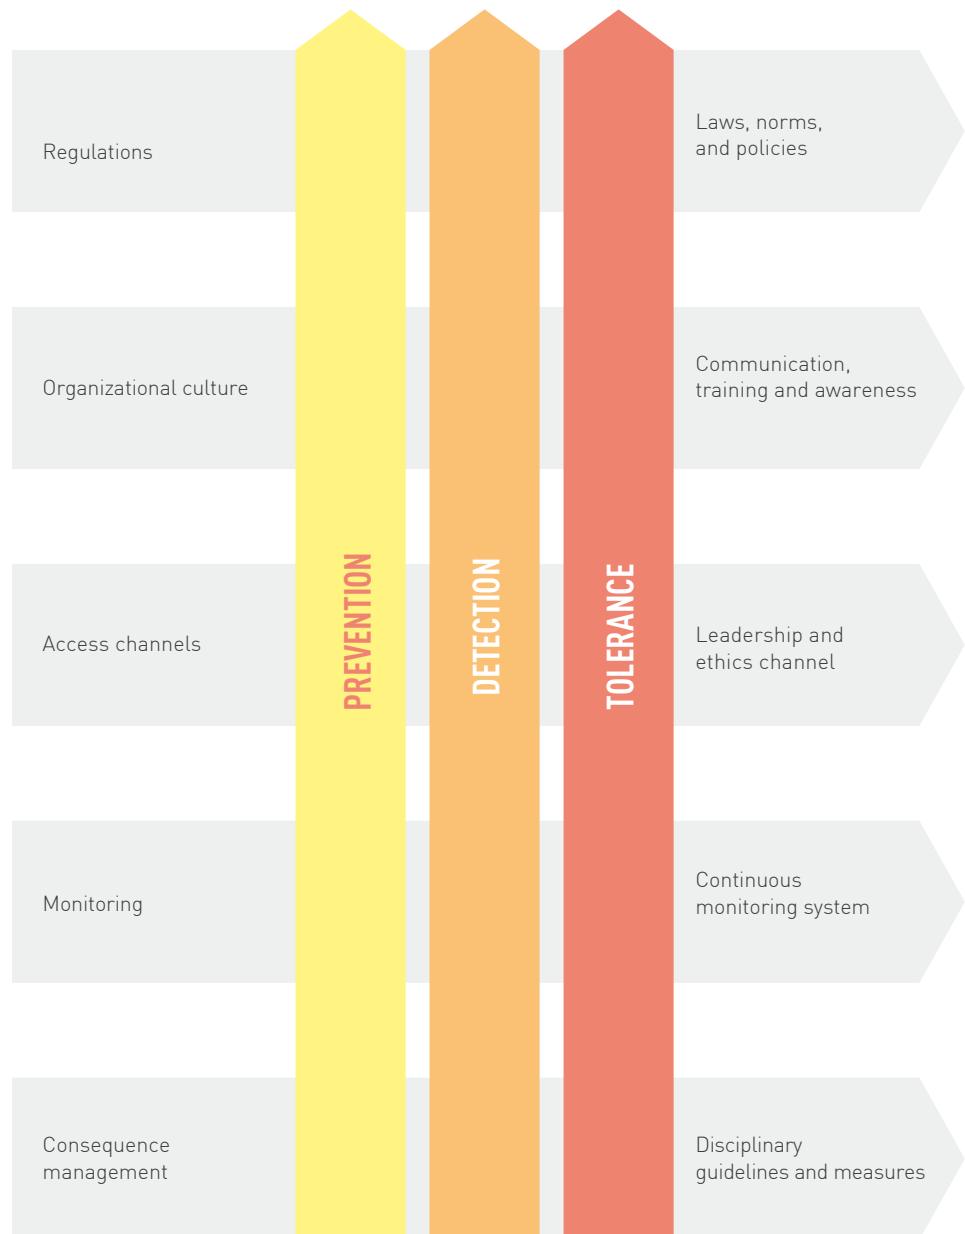 Regulations
Laws, norms,
and policies
Organizational culture
Communication,
training and awareness
PREVENTION
DETECTION
TOLERANCE
Access channels
Leadership and
ethics channel
Monitoring
Continuous
monitoring system
Consequence
management
Disciplinary
guidelines and measures